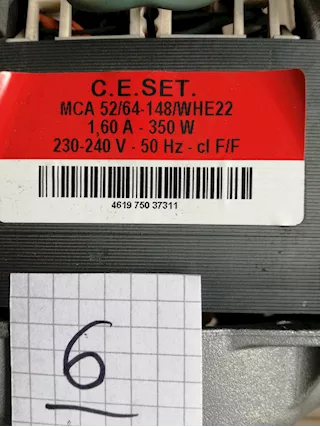 C.E.SET.
MCA 52/64-148/WHE22
1,60 A - 350 W
230-240 V - 50 Hz - cl F/F
4619 750 37311
6